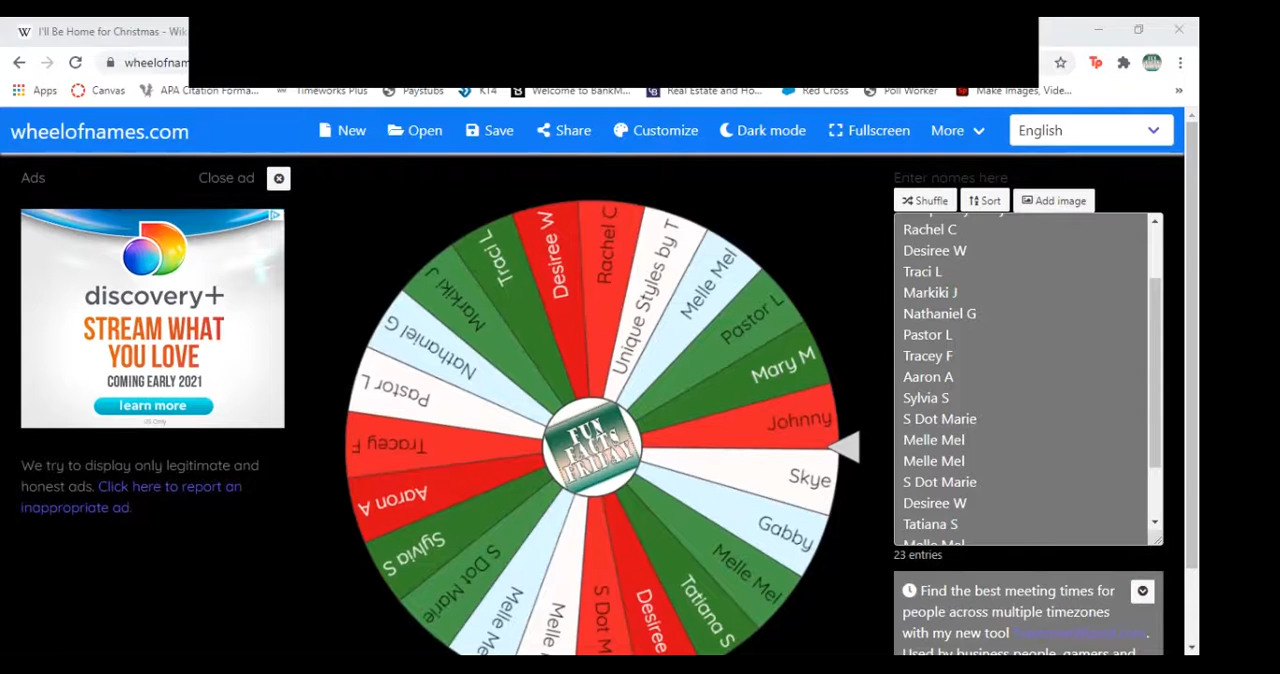 I'll Be Home for Christmas - Wik
wheelofnam
Apps Canvas APA Citation Forma... Timeworks Plus Paystubs KT4 Welcome to BankM... Real Estate and Ho... Red Cross Poll Worker Make Images, Vide... »
wheelofnames.com New Open Save Share Customize Dark mode Fullscreen More English
Ads Close ad
discovery+
STREAM WHAT
YOU LOVE
COMING EARLY 2021
learn more
We try to display only legitimate and
honest ads. Click here to report an
inappropriate ad.
Rachel C
Unique Styles by T
Melle Mel
Pastor L
Mary M
Johnny
Skye
Gabby
Melle Mel
Tatiana S
Desiree
S Dot M
Melle
Melle Me
S Dot Marie
Sylvia S
Aaron A
Tracey F
Pastor L
Nathaniel G
Markiki J
Traci L
Desiree W
FUN
FACTS
FRIDAY
Enter names here
Shuffle Sort Add image
Rachel C
Desiree W
Traci L
Markiki J
Nathaniel G
Pastor L
Tracey F
Aaron A
Sylvia S
S Dot Marie
Melle Mel
Melle Mel
S Dot Marie
Desiree W
Tatiana S
Melle Mel
23 entries
Find the best meeting times for
people across multiple timezones
with my new tool
Used by business people, gamers and